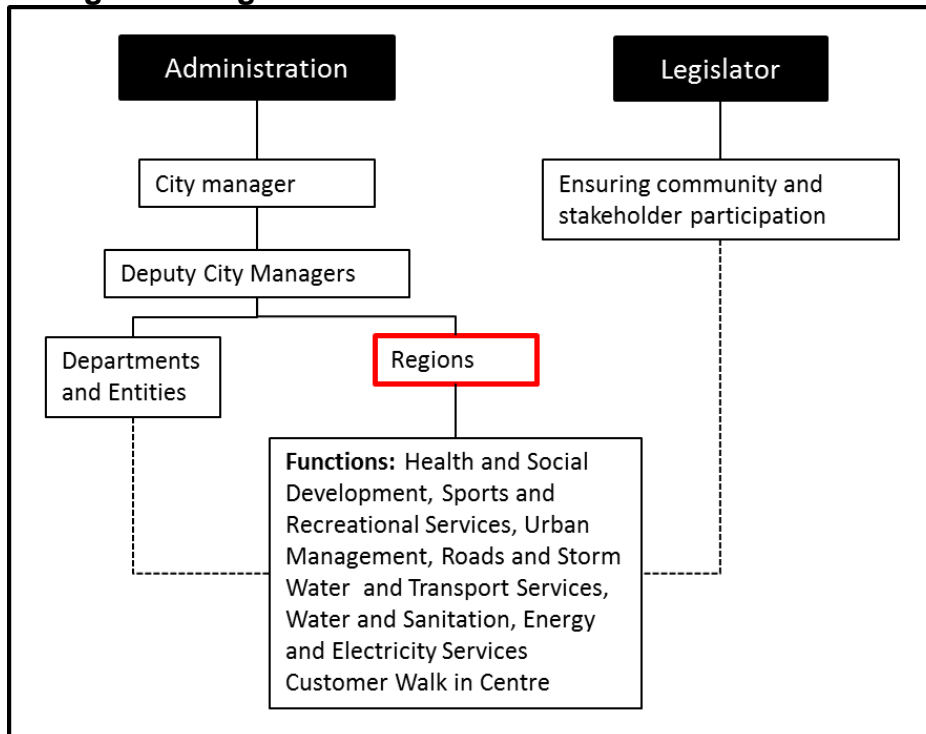 Administration
Legislator
City manager
Ensuring community and
stakeholder participation
Deputy City Managers
Departments
and Entities
Regions
Functions: Health and Social
Development, Sports and
Recreational Services, Urban
Management, Roads and Storm
Water and Transport Services,
Water and Sanitation, Energy
and Electricity Services
Customer Walk in Centre